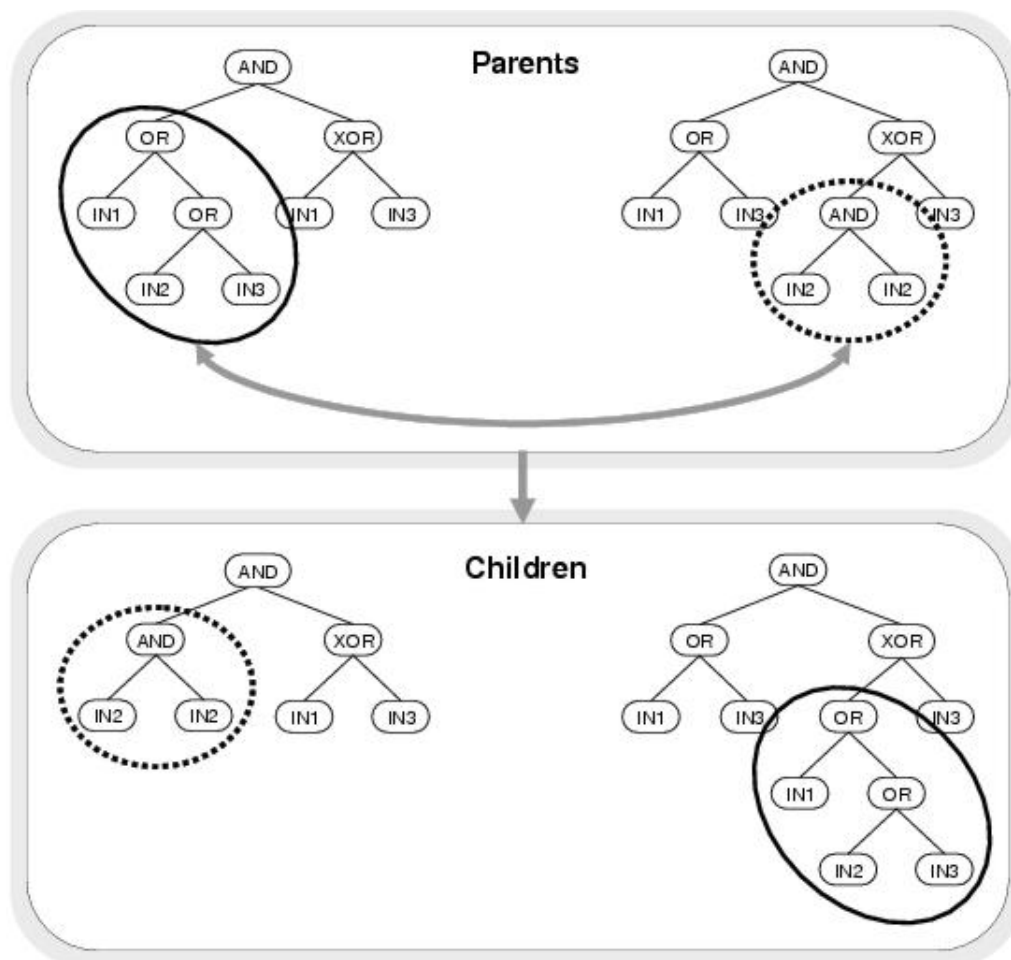 Parents
AND AND
OR XOR OR XOR
IN1 OR IN1 IN3 IN1 IN3 AND IN3
IN2 IN3 IN2 IN2
Children
AND AND
AND XOR OR XOR
IN2 IN2 IN1 IN3 IN1 IN3 OR IN3
IN1 OR
IN2 IN3